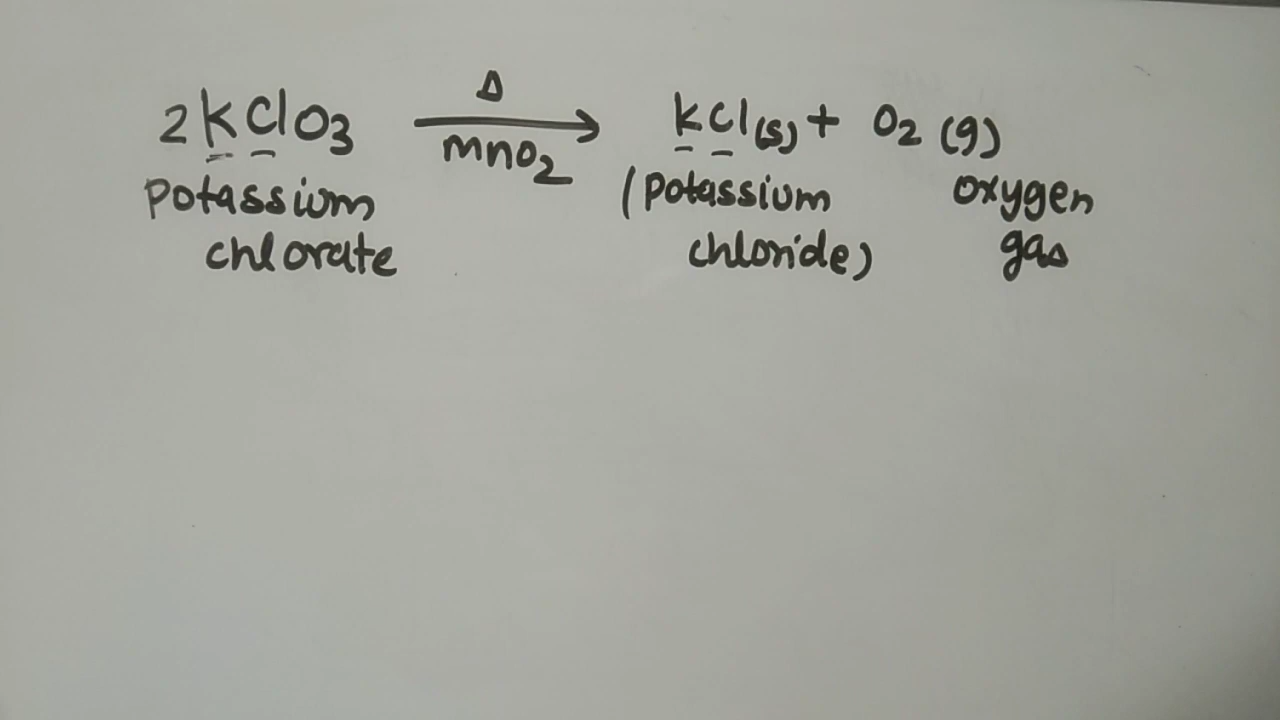 Δ
2KClO3 → KCl(s) + O2 (g)
MnO2
potassium (potassium oxygen
chlorate chloride) gas